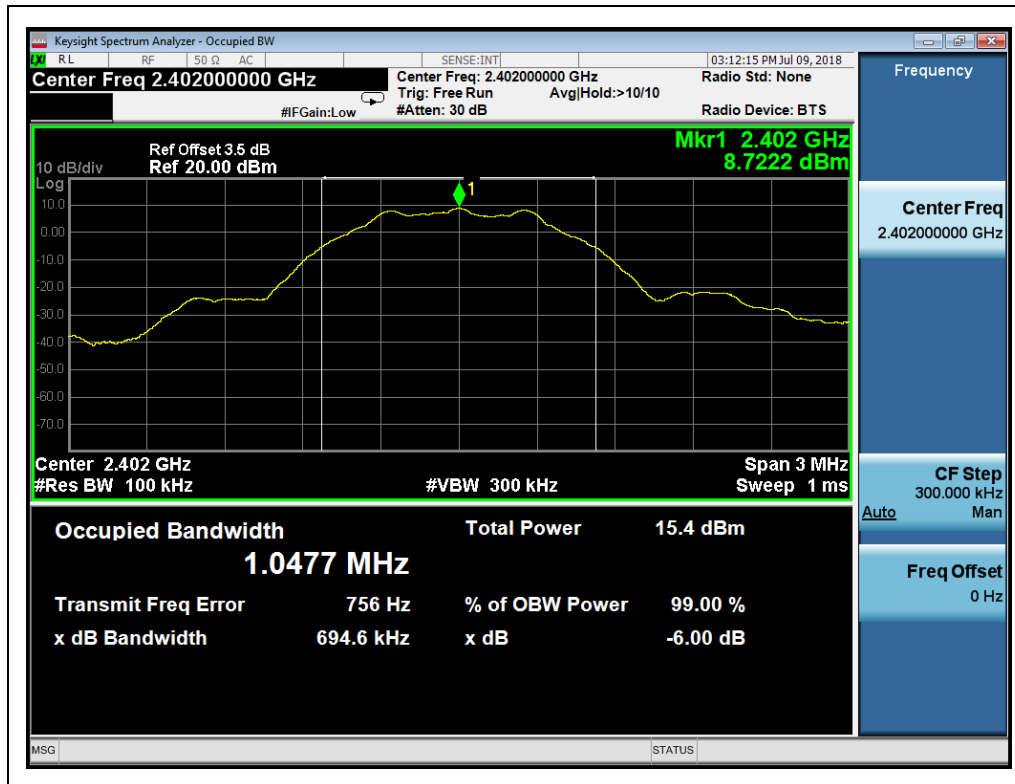 Keysight Spectrum Analyzer - Occupied BW
LXI RL RF 50 Ω AC SENSE:INT 03:12:15 PM Jul 09, 2018
Center Freq 2.402000000 GHz
Center Freq: 2.402000000 GHz Radio Std: None
Trig: Free Run Avg|Hold:>10/10
#IFGain:Low #Atten: 30 dB Radio Device: BTS
Mkr1 2.402 GHz
8.7222 dBm
Ref Offset 3.5 dB
10 dB/div Ref 20.00 dBm
Log
1
10.0
0.00
-10.0
-20.0
-30.0
-40.0
-50.0
-60.0
-70.0
Center 2.402 GHz Span 3 MHz
#Res BW 100 kHz #VBW 300 kHz Sweep 1 ms
Occupied Bandwidth Total Power 15.4 dBm
1.0477 MHz
Transmit Freq Error 756 Hz % of OBW Power 99.00 %
x dB Bandwidth 694.6 kHz x dB -6.00 dB
Frequency
Center Freq
2.402000000 GHz
CF Step
300.000 kHz
Auto Man
Freq Offset
0 Hz
MSG STATUS